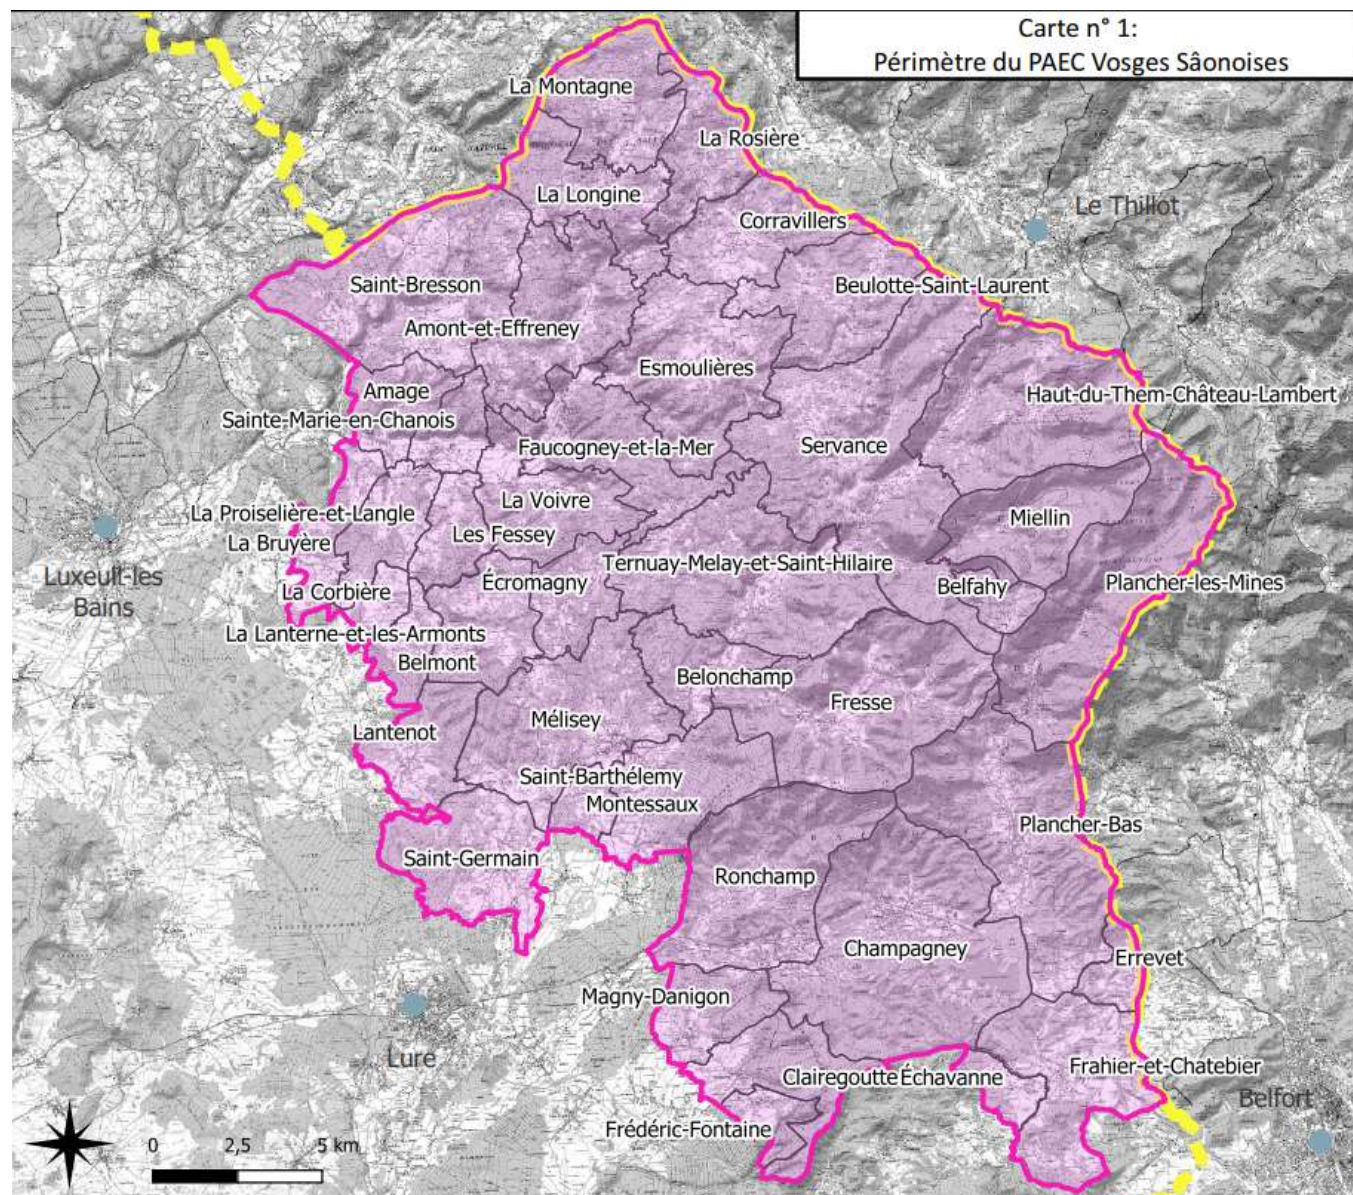 Carte n° 1:
Périmètre du PAEC Vosges Sâonoises
La Montagne
La Rosière
La Longine
Le Thillot
Corravillers
Saint-Bresson
Beulotte-Saint-Laurent
Amont-et-Effreney
Esmoulières
Amage
Haut-du-Them-Château-Lambert
Sainte-Marie-en-Chanois
Faucogney-et-la-Mer
Servance
La Voivre
La Proiselière-et-Langle
Miellin
Les Fessey
La Bruyère
Ternuay-Melay-et-Saint-Hilaire
Luxeuil-les
Bains
Écromagny
Belfahy
Plancher-les-Mines
La Corbière
La Lanterne-et-les-Armonts
Belmont
Belonchamp
Fresse
Mélisey
Lantenot
Saint-Barthélemy
Montessaux
Plancher-Bas
Saint-Germain
Ronchamp
Champagney
Errevet
Magny-Danigon
Lure
Frahier-et-Chatebier
Clairegoutte
Échavanne
Belfort
Frédéric-Fontaine
0 2,5 5 km